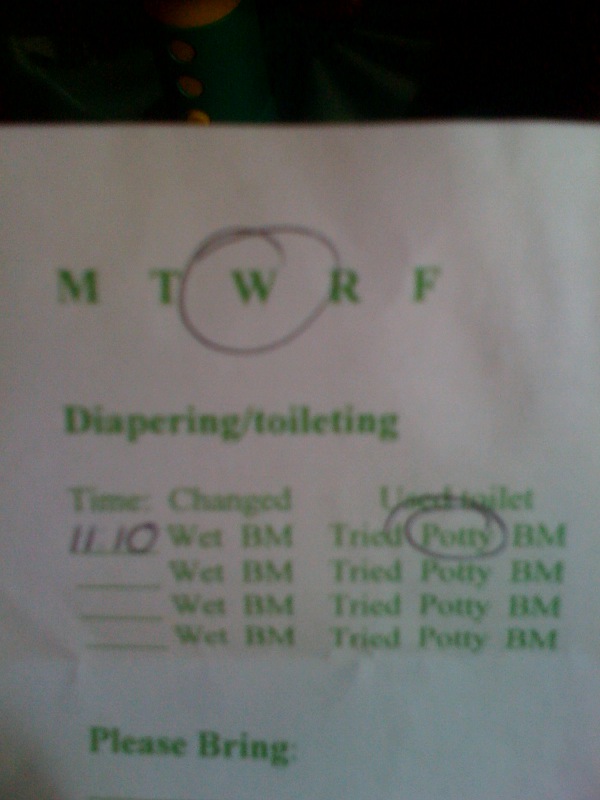 M T W R F
Diapering/toileting
Time: Changed Used toilet
11 10 Wet BM Tried Potty BM
Wet BM Tried Potty BM
Wet BM Tried Potty BM
Wet BM Tried Potty BM
Please Bring: